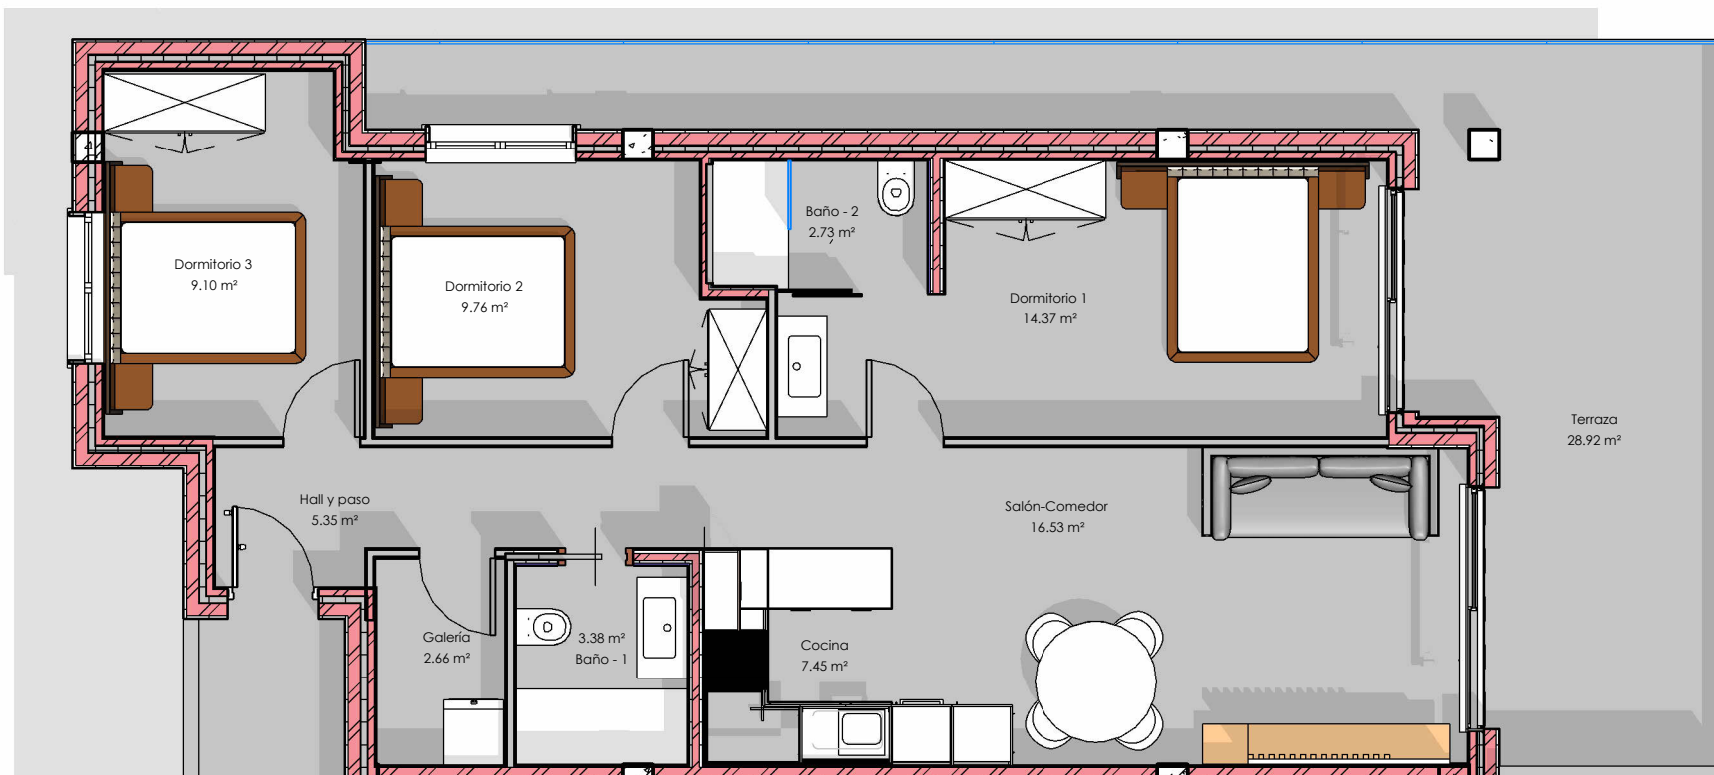 Baño - 2
2.73 m²
Dormitorio 3
9.10 m²
Dormitorio 2
9.76 m²
Dormitorio 1
14.37 m²
Terraza
28.92 m²
Hall y paso
5.35 m²
Salón-Comedor
16.53 m²
Galería
2.66 m²
3.38 m²
Baño - 1
Cocina
7.45 m²